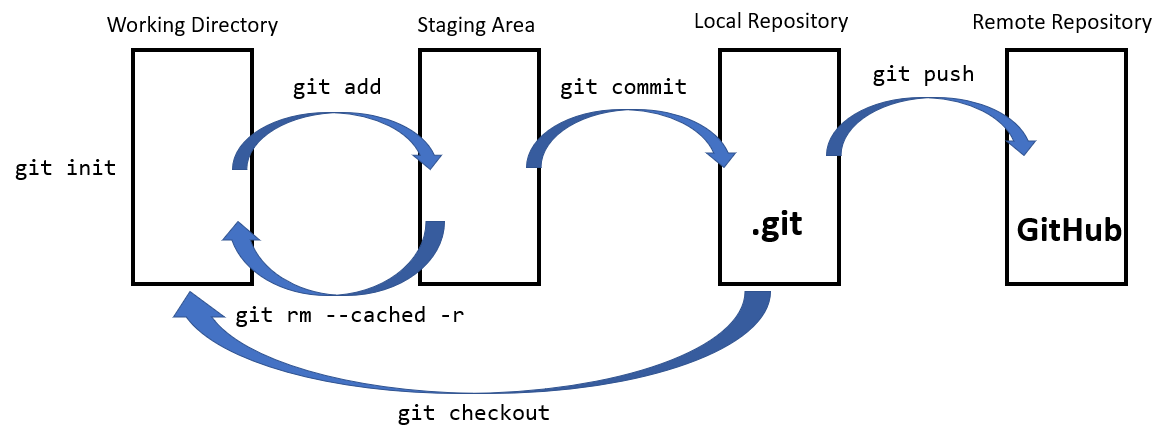 Working Directory
Staging Area
Local Repository
Remote Repository
git add
git commit
git push
git init
.git
GitHub
git rm --cached -r
git checkout